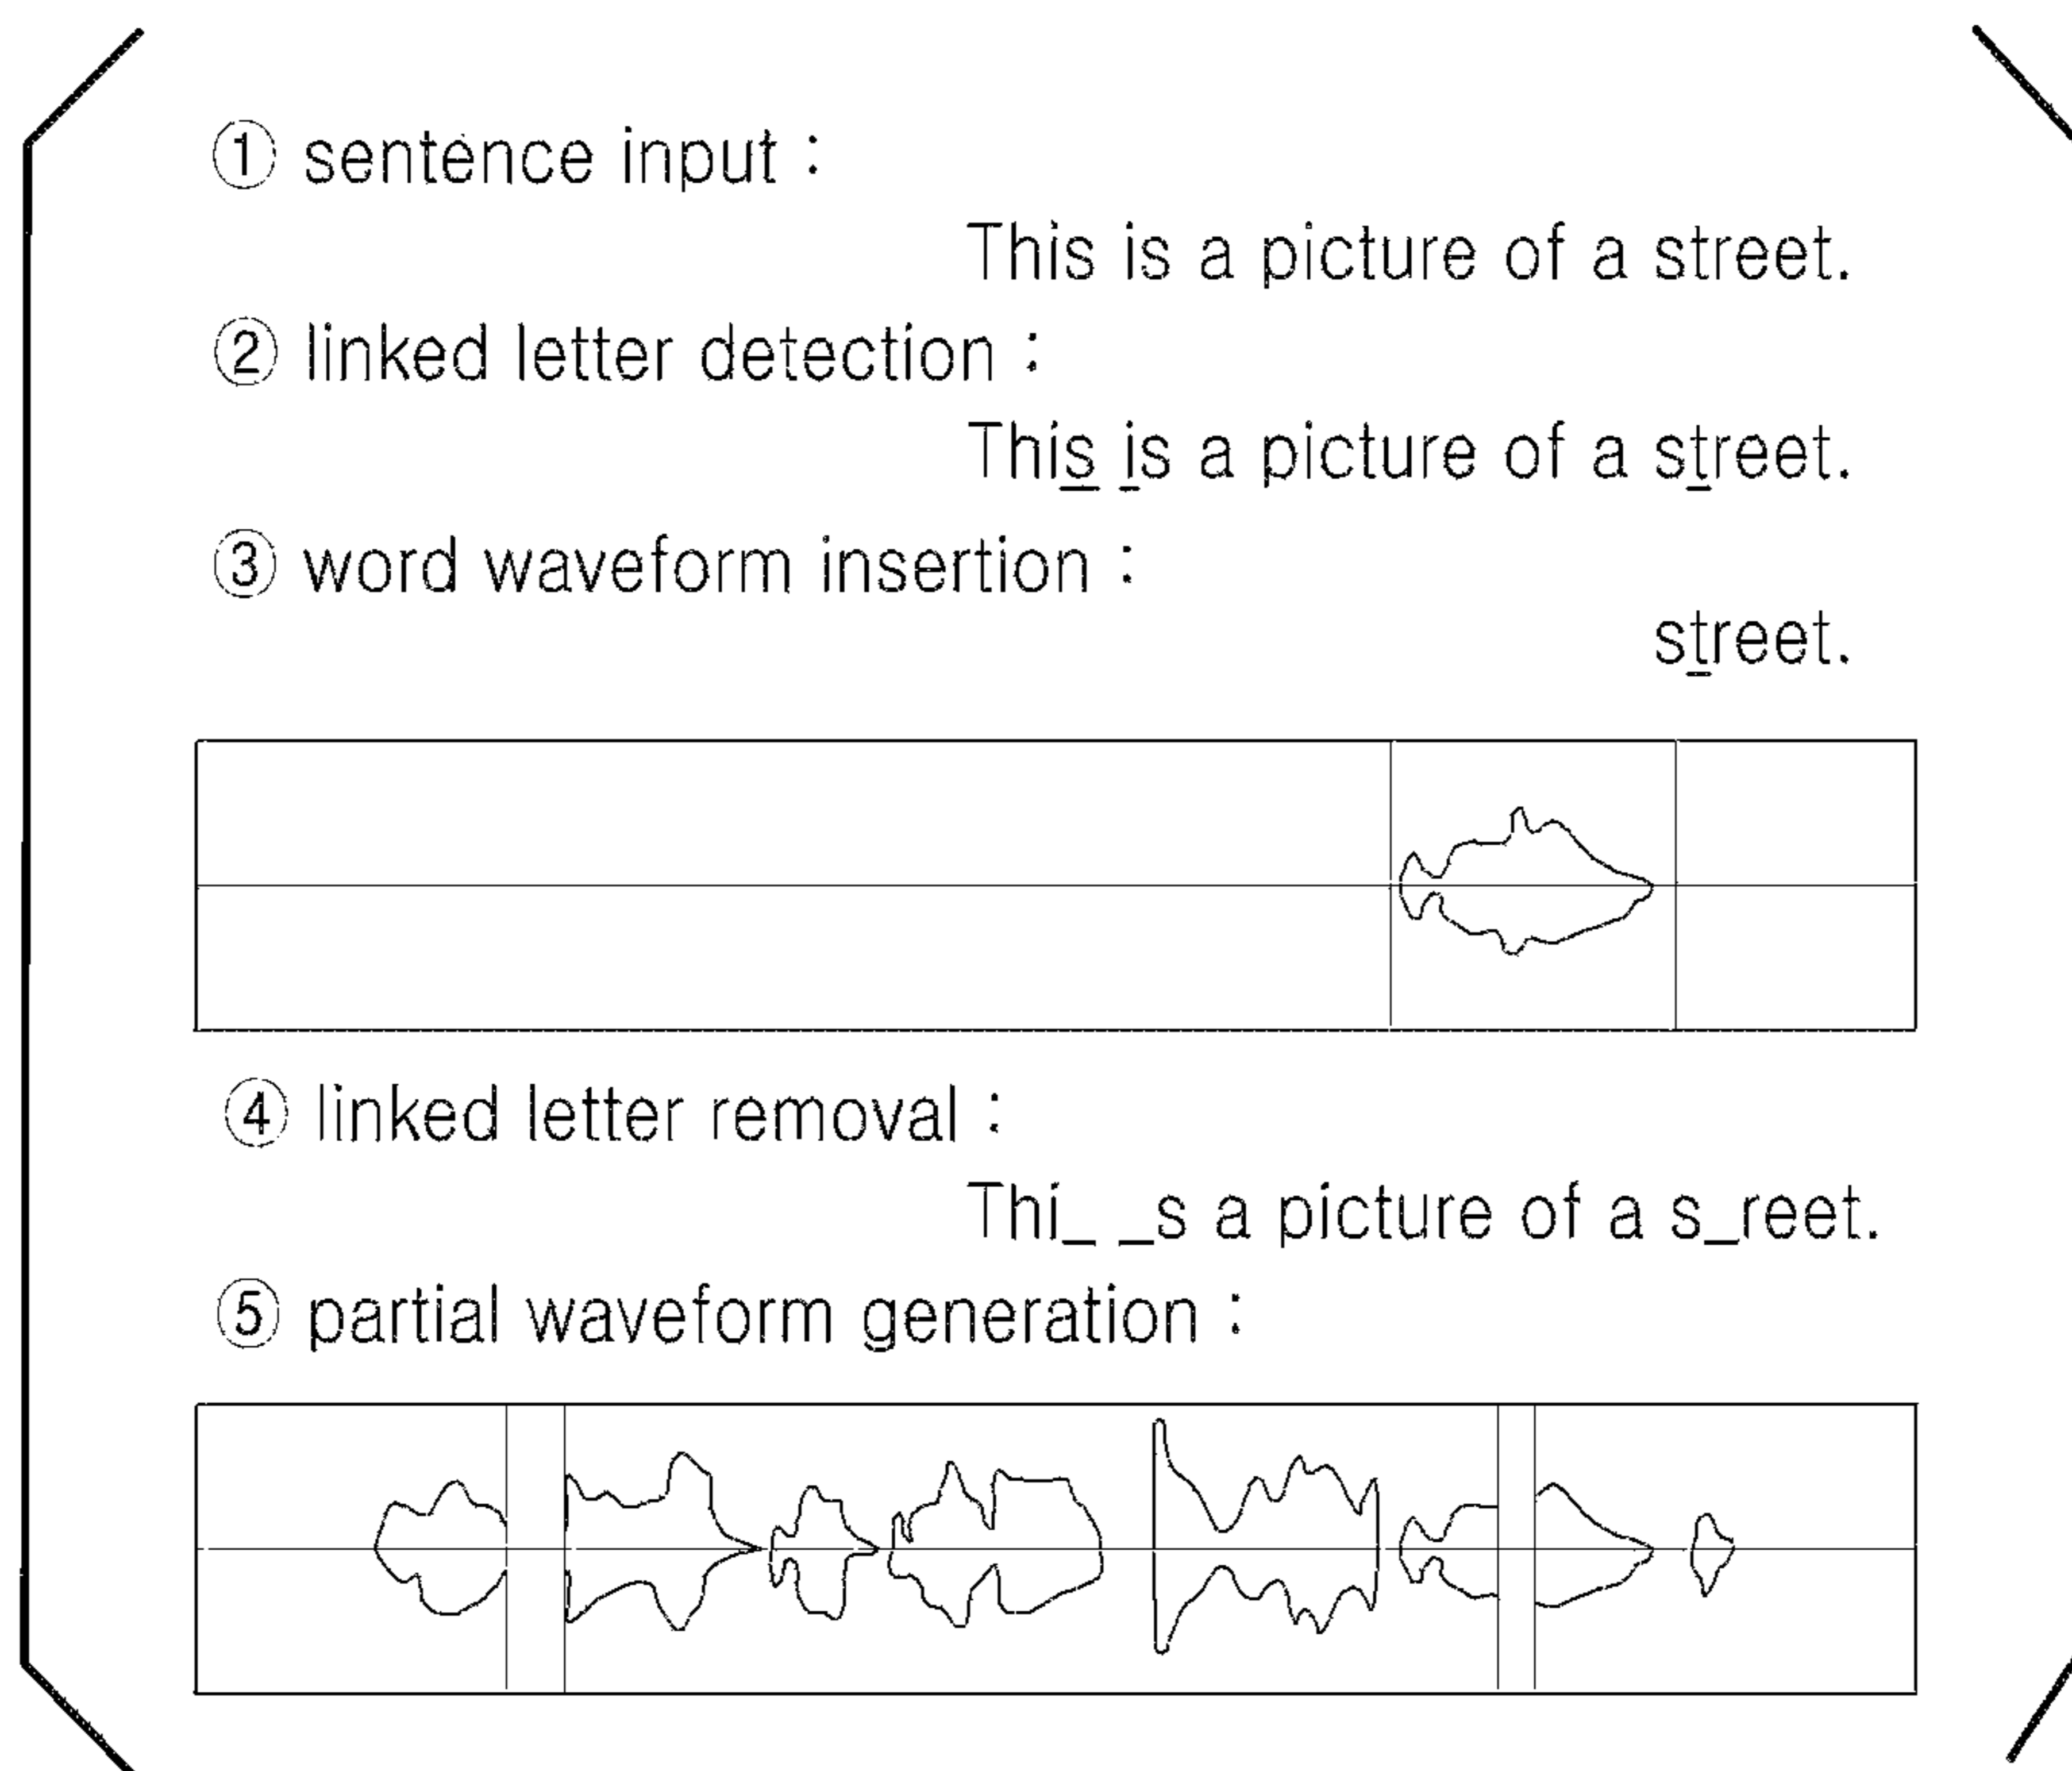 ① sentence input :
This is a picture of a street.
② linked letter detection :
This is a picture of a street.
③ word waveform insertion :
street.
④ linked letter removal :
Thi_ _s a picture of a s_reet.
⑤ partial waveform generation :